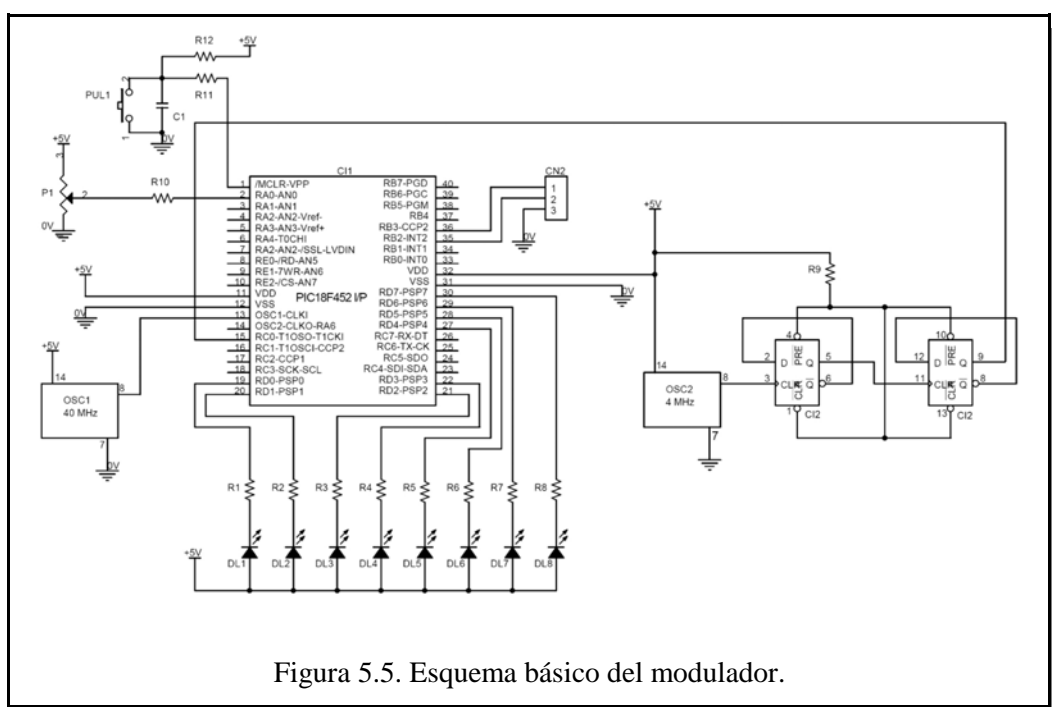 R12
+5V
R11
PUL1
2
1
C1
0V
+5V
3
P1
2
0V
R10
CI1
1 /MCLR-VPP
2 RA0-AN0
3 RA1-AN1
4 RA2-AN2-Vref-
5 RA3-AN3-Vref+
6 RA4-T0CHI
7 RA2-AN2-/SSL-LVDIN
8 RE0-/RD-AN5
9 RE1-7WR-AN6
10 RE2-/CS-AN7
11 VDD
12 VSS
13 OSC1-CLKI
14 OSC2-CLKO-RA6
15 RC0-T1OSO-T1CKI
16 RC1-T1OSCI-CCP2
17 RC2-CCP1
18 RC3-SCK-SCL
19 RD0-PSP0
20 RD1-PSP1
PIC18F452 I/P
RB7-PGD 40
RB6-PGC 39
RB5-PGM 38
RB4 37
RB3-CCP2 36
RB2-INT2 35
RB1-INT1 34
RB0-INT0 33
VDD 32
VSS 31
RD7-PSP7 30
RD6-PSP6 29
RD5-PSP5 28
RD4-PSP4 27
RC7-RX-DT 26
RC6-TX-CK 25
RC5-SDO 24
RC4-SDI-SDA 23
RD3-PSP3 22
RD2-PSP2 21
CN2
1
2
3
0V
0V
+5V
0V
14
OSC1
40 MHz
8
7
0V
+5V
R9
14
OSC2
4 MHz
8
7
4
2 D PRE Q 5
3 CLK Q 6
CLR
1 CI2
10
12 D PRE Q 9
11 CLK Q 8
CLR
13 CI2
R1 R2 R3 R4 R5 R6 R7 R8
+5V
DL1 DL2 DL3 DL4 DL5 DL6 DL7 DL8
Figura 5.5. Esquema básico del modulador.